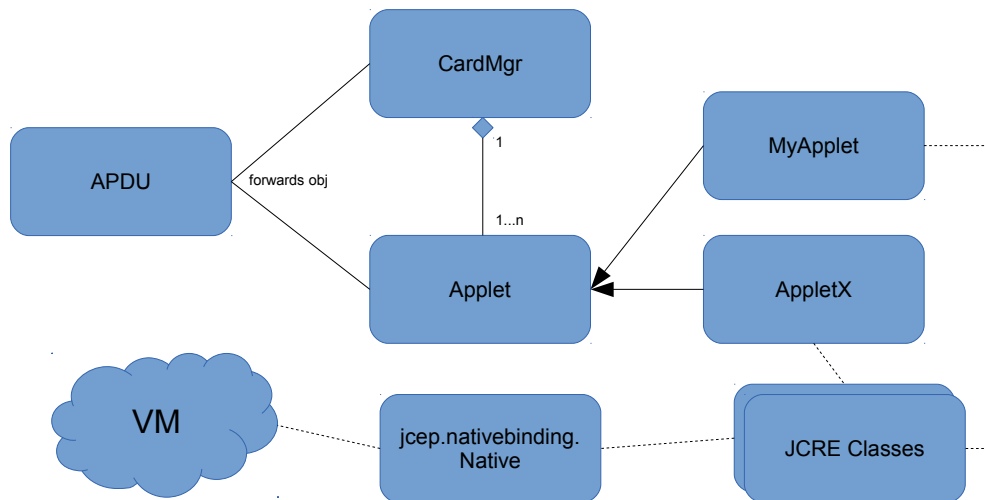 CardMgr
MyApplet
APDU
forwards obj
1
1...n
Applet
AppletX
VM
jcep.nativebinding.
Native
JCRE Classes